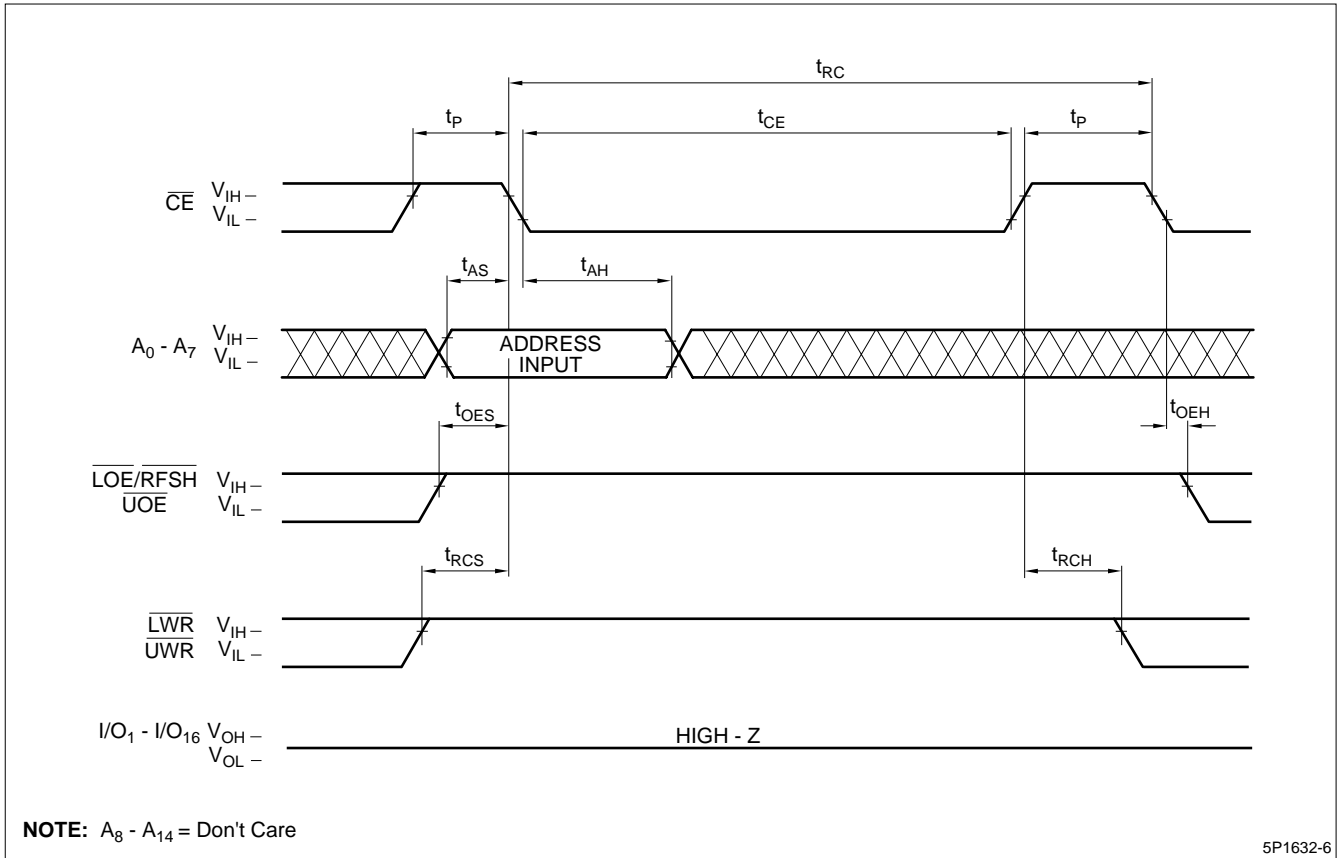 tRC
tP tCE tP
CE VIH –
VIL –
tAS tAH
A0 - A7 VIH –
VIL –
ADDRESS
INPUT
tOES tOEH
LOE/RFSH VIH –
UOE VIL –
tRCS tRCH
LWR VIH –
UWR VIL –
I/O1 - I/O16 VOH –
VOL –
HIGH - Z
NOTE: A8 - A14 = Don't Care
5P1632-6